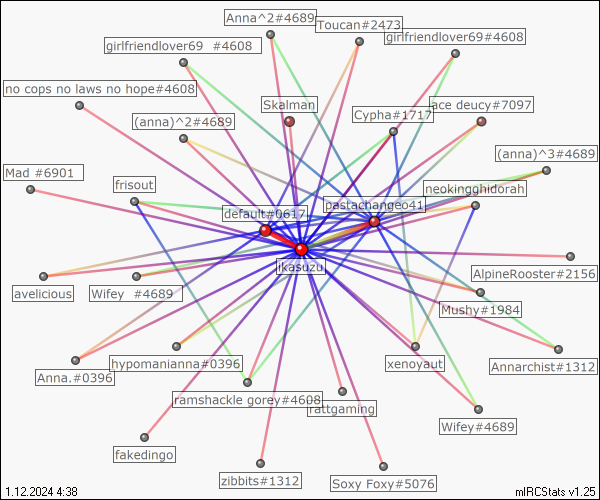 Anna^2#4689
Toucan#2473
girlfriendlover69 #4608
girlfriendlover69#4608
no cops no laws no hope#4608
Skalman
Cypha#1717
ace deucy#7097
(anna)^2#4689
(anna)^3#4689
Mad #6901
frisout
neokingghidorah
default#0617
pastachangeo41
jkasuzu
AlpineRooster#2156
avelicious
Wifey #4689
Mushy#1984
Anna.#0396
hypomanianna#0396
xenoyaut
Annarchist#1312
ramshackle gorey#4608
rattgaming
Wifey#4689
fakedingo
zibbits#1312
Soxy Foxy#5076
1.12.2024 4:38
mIRCStats v1.25